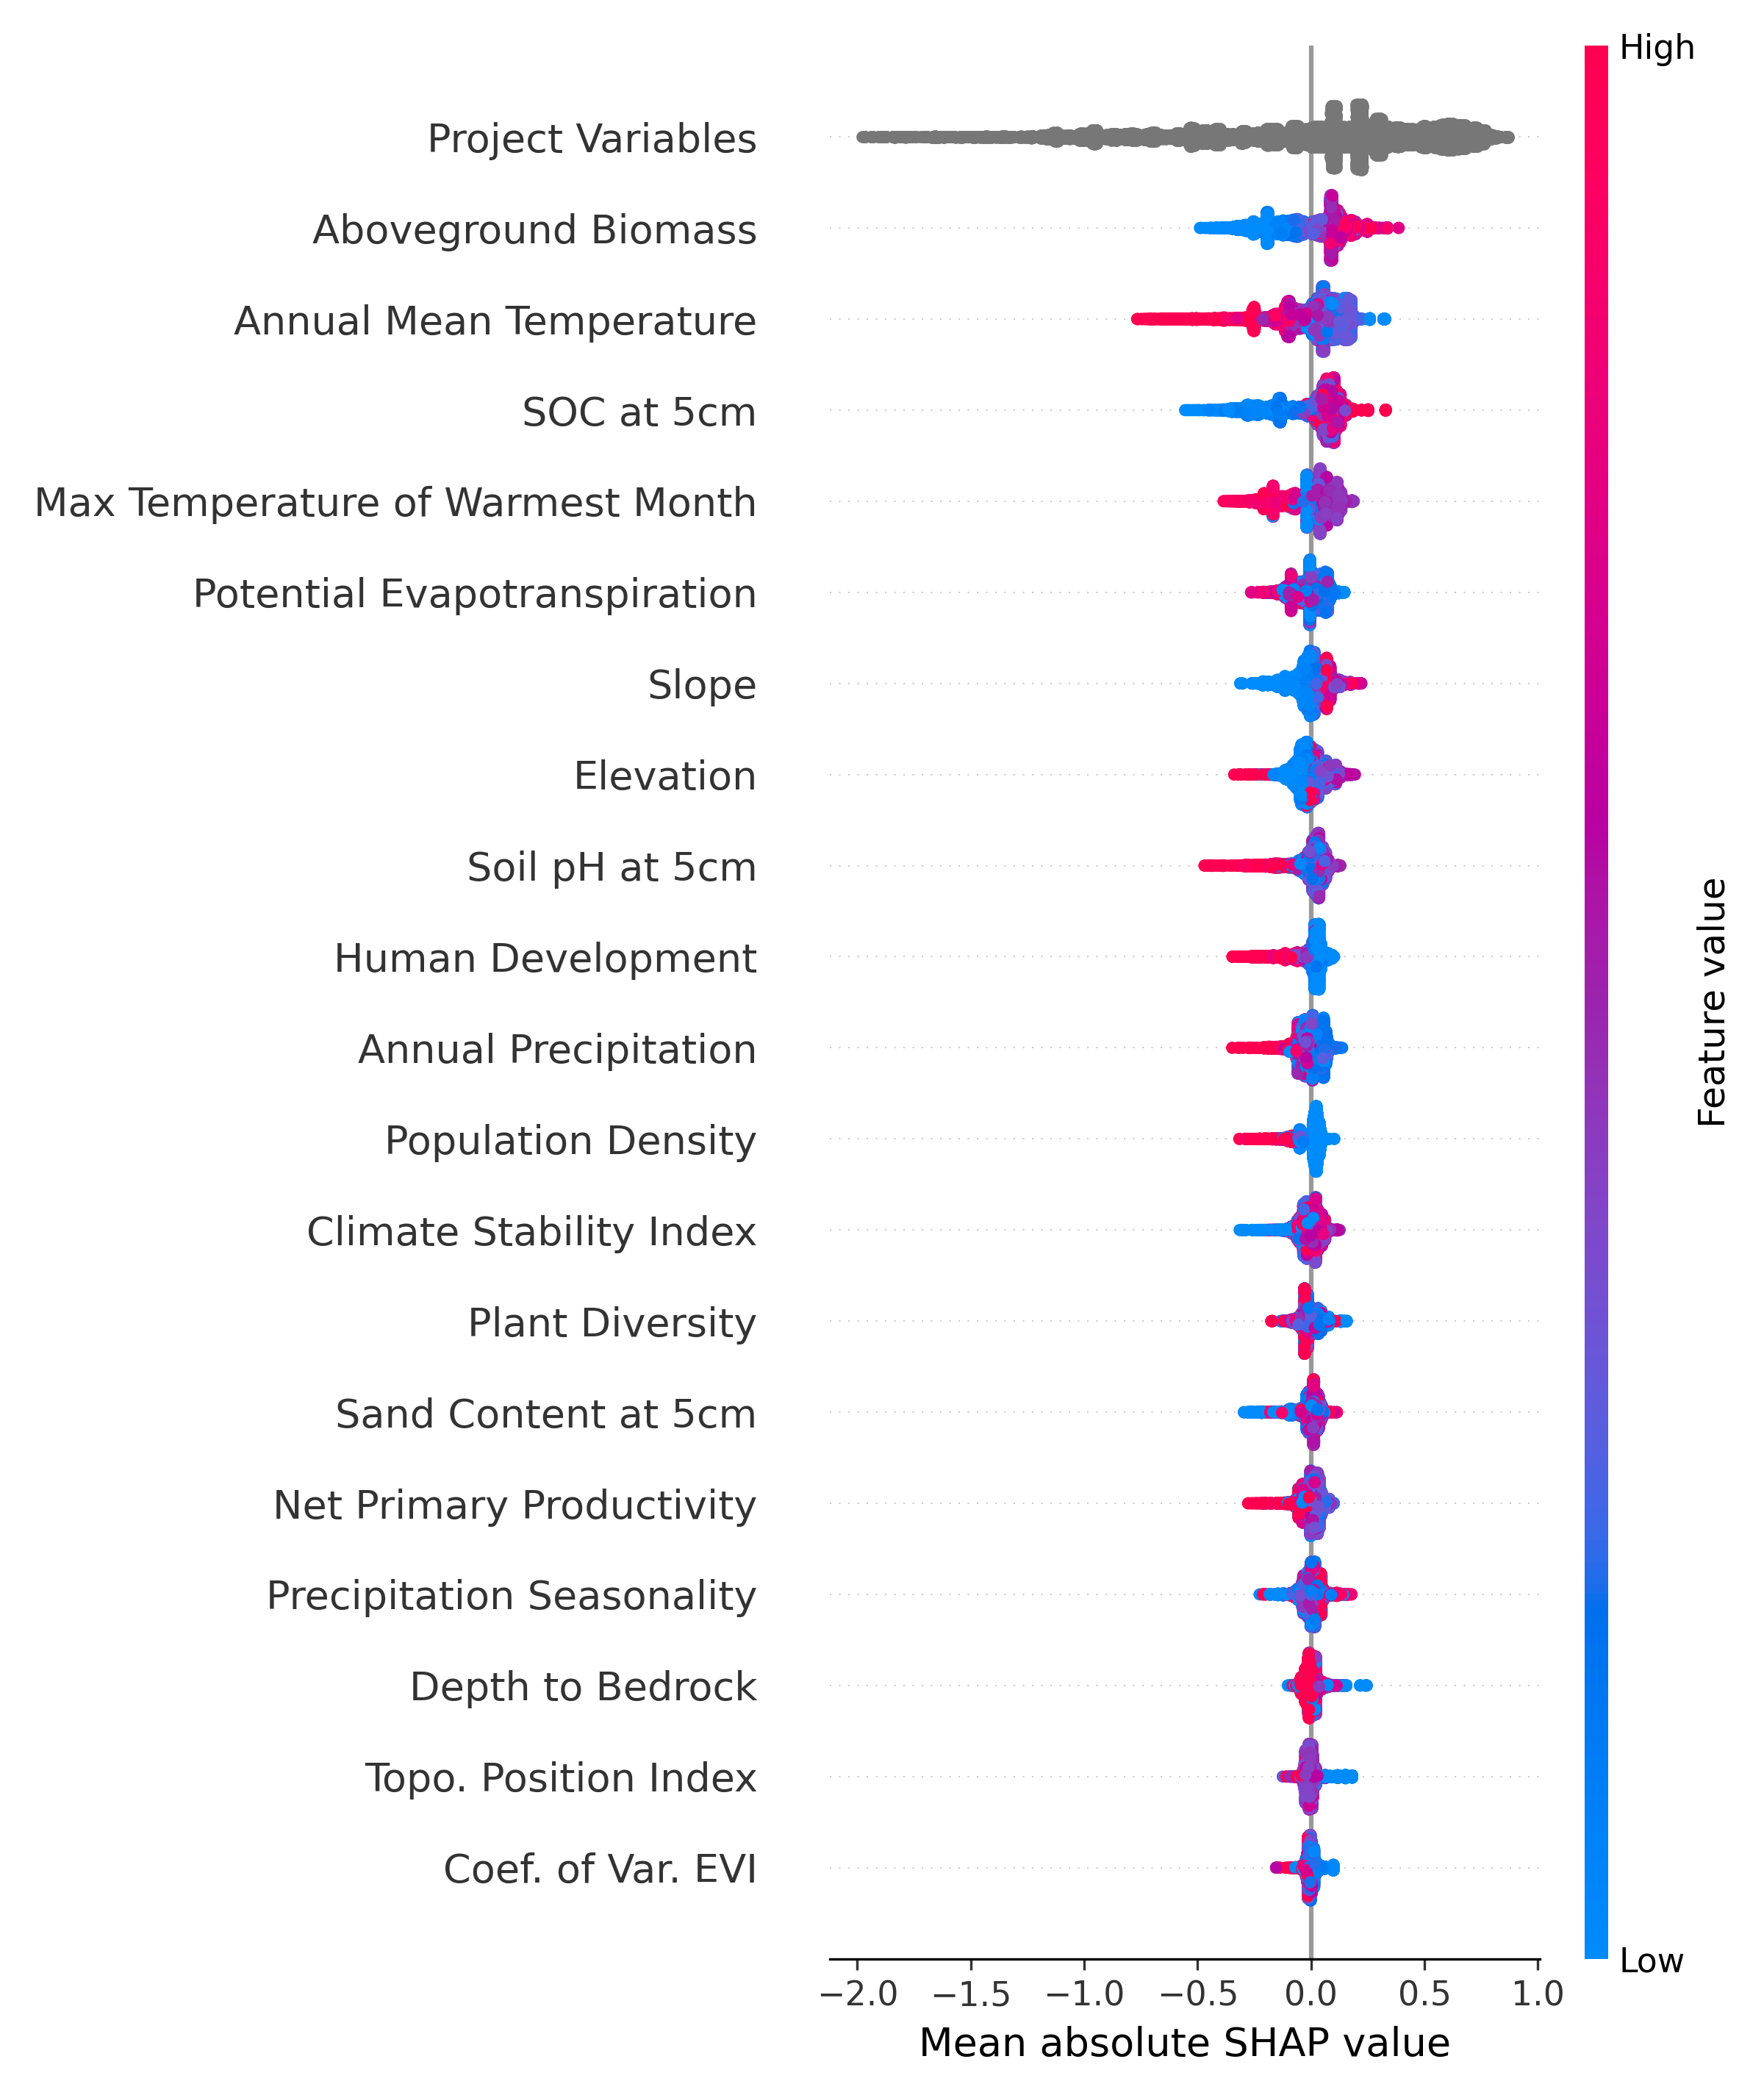 High
Project Variables
Aboveground Biomass
Annual Mean Temperature
SOC at 5cm
Max Temperature of Warmest Month
Potential Evapotranspiration
Slope
Elevation
Soil pH at 5cm
Human Development
Annual Precipitation
Population Density
Climate Stability Index
Plant Diversity
Sand Content at 5cm
Net Primary Productivity
Precipitation Seasonality
Depth to Bedrock
Topo. Position Index
Coef. of Var. EVI
Feature value
Low
−2.0 −1.5 −1.0 −0.5 0.0 0.5 1.0
Mean absolute SHAP value